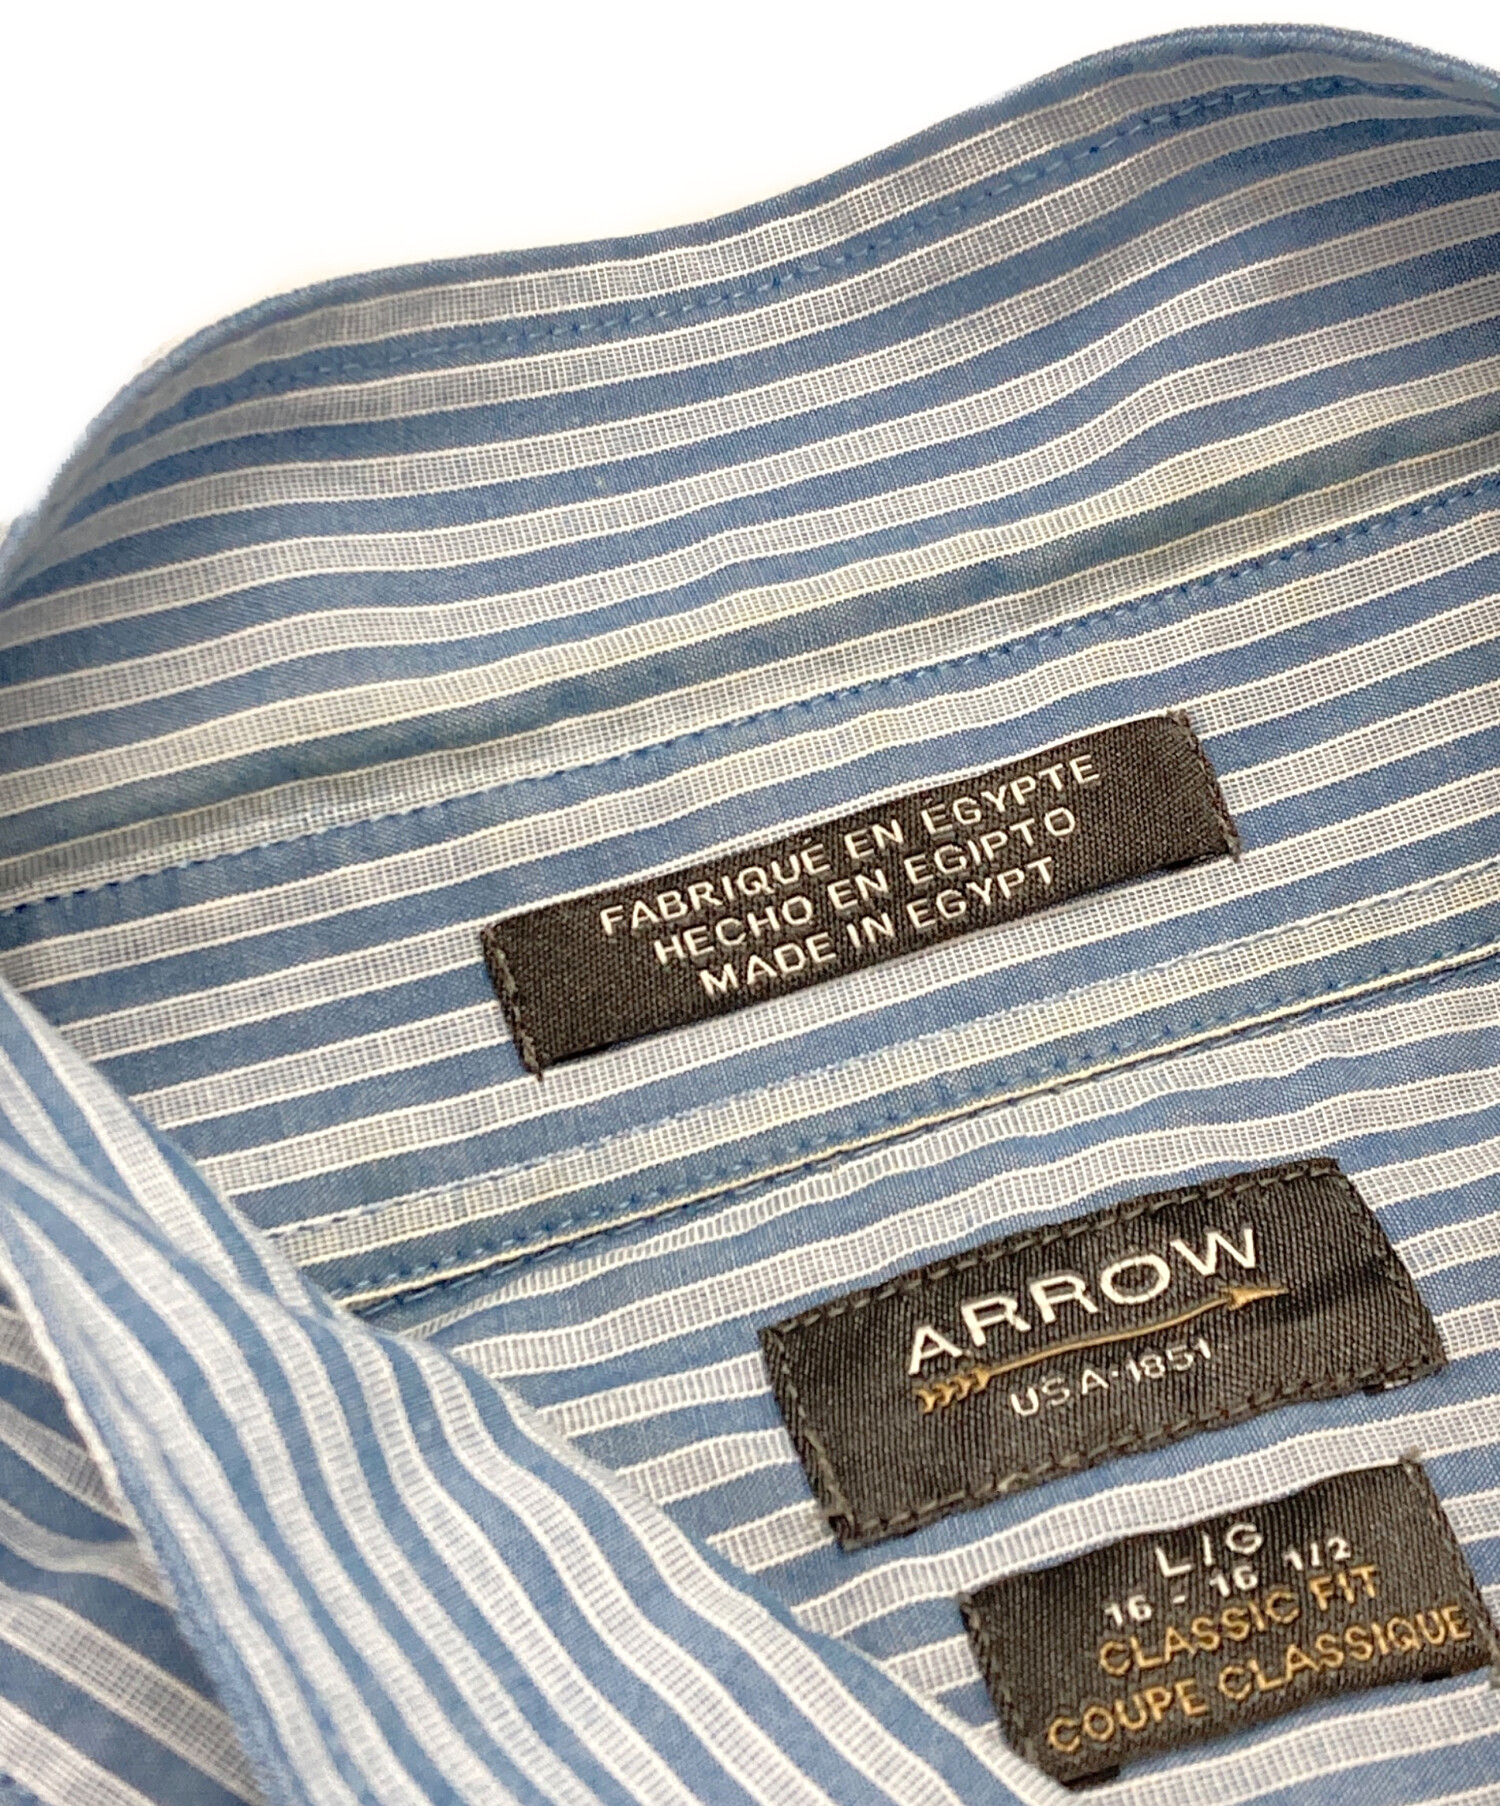 FABRIQUÉ EN ÉGYPTE
HECHO EN EGIPTO
MADE IN EGYPT
ARROW
USA·1851
L/G
16 - 16 1/2
CLASSIC FIT
COUPE CLASSIQUE